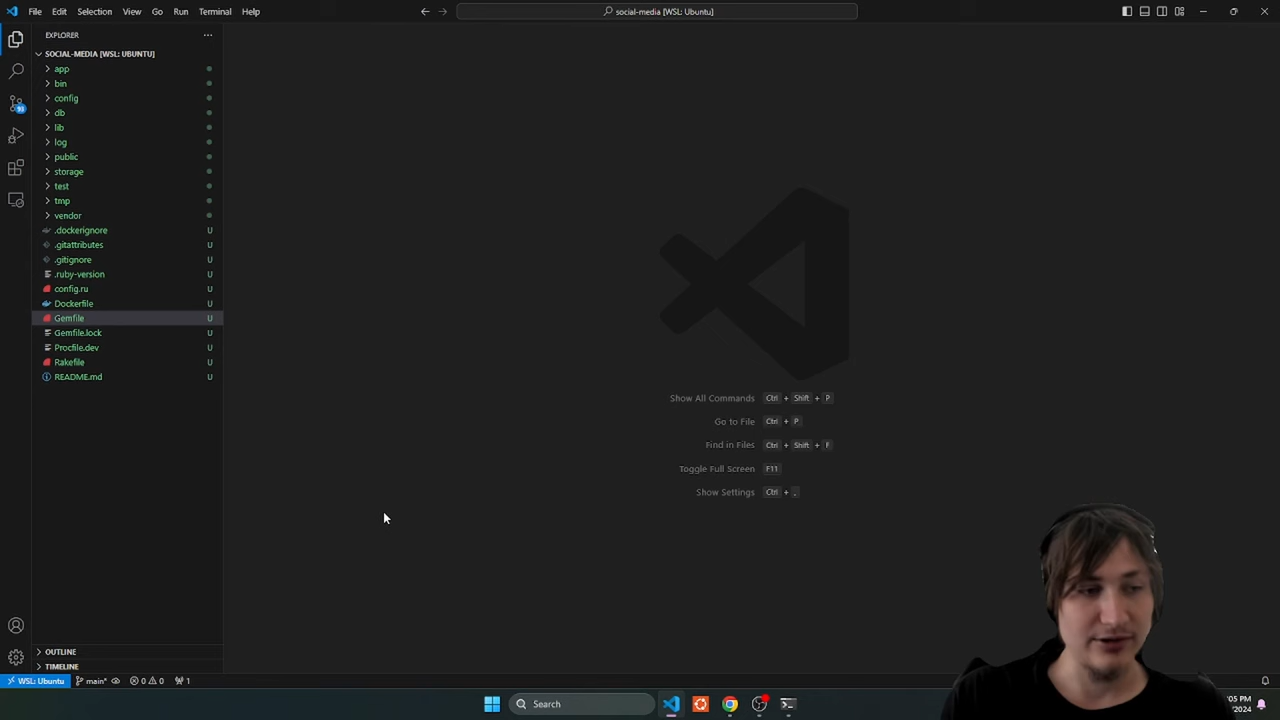 File Edit Selection View Go Run Terminal Help
social-media [WSL: Ubuntu]
EXPLORER
SOCIAL-MEDIA [WSL: UBUNTU]
app
bin
config
db
lib
log
public
storage
test
tmp
vendor
.dockerignore U
.gitattributes U
.gitignore U
.ruby-version U
config.ru U
Dockerfile U
Gemfile U
Gemfile.lock U
Procfile.dev U
Rakefile U
README.md U
Show All Commands Ctrl + Shift + P
Go to File Ctrl + P
Find in Files Ctrl + Shift + F
Toggle Full Screen F11
Show Settings Ctrl + ,
OUTLINE
TIMELINE
WSL: Ubuntu main* 0 0 1
Search
:05 PM
/2024